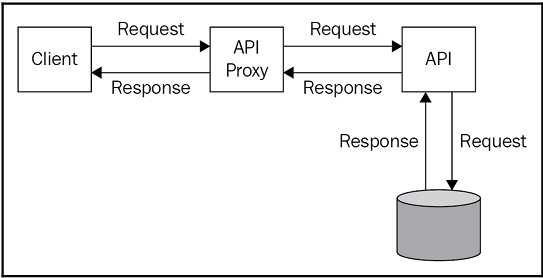 Request
Request
Client
API
Proxy
API
Response
Response
Response
Request